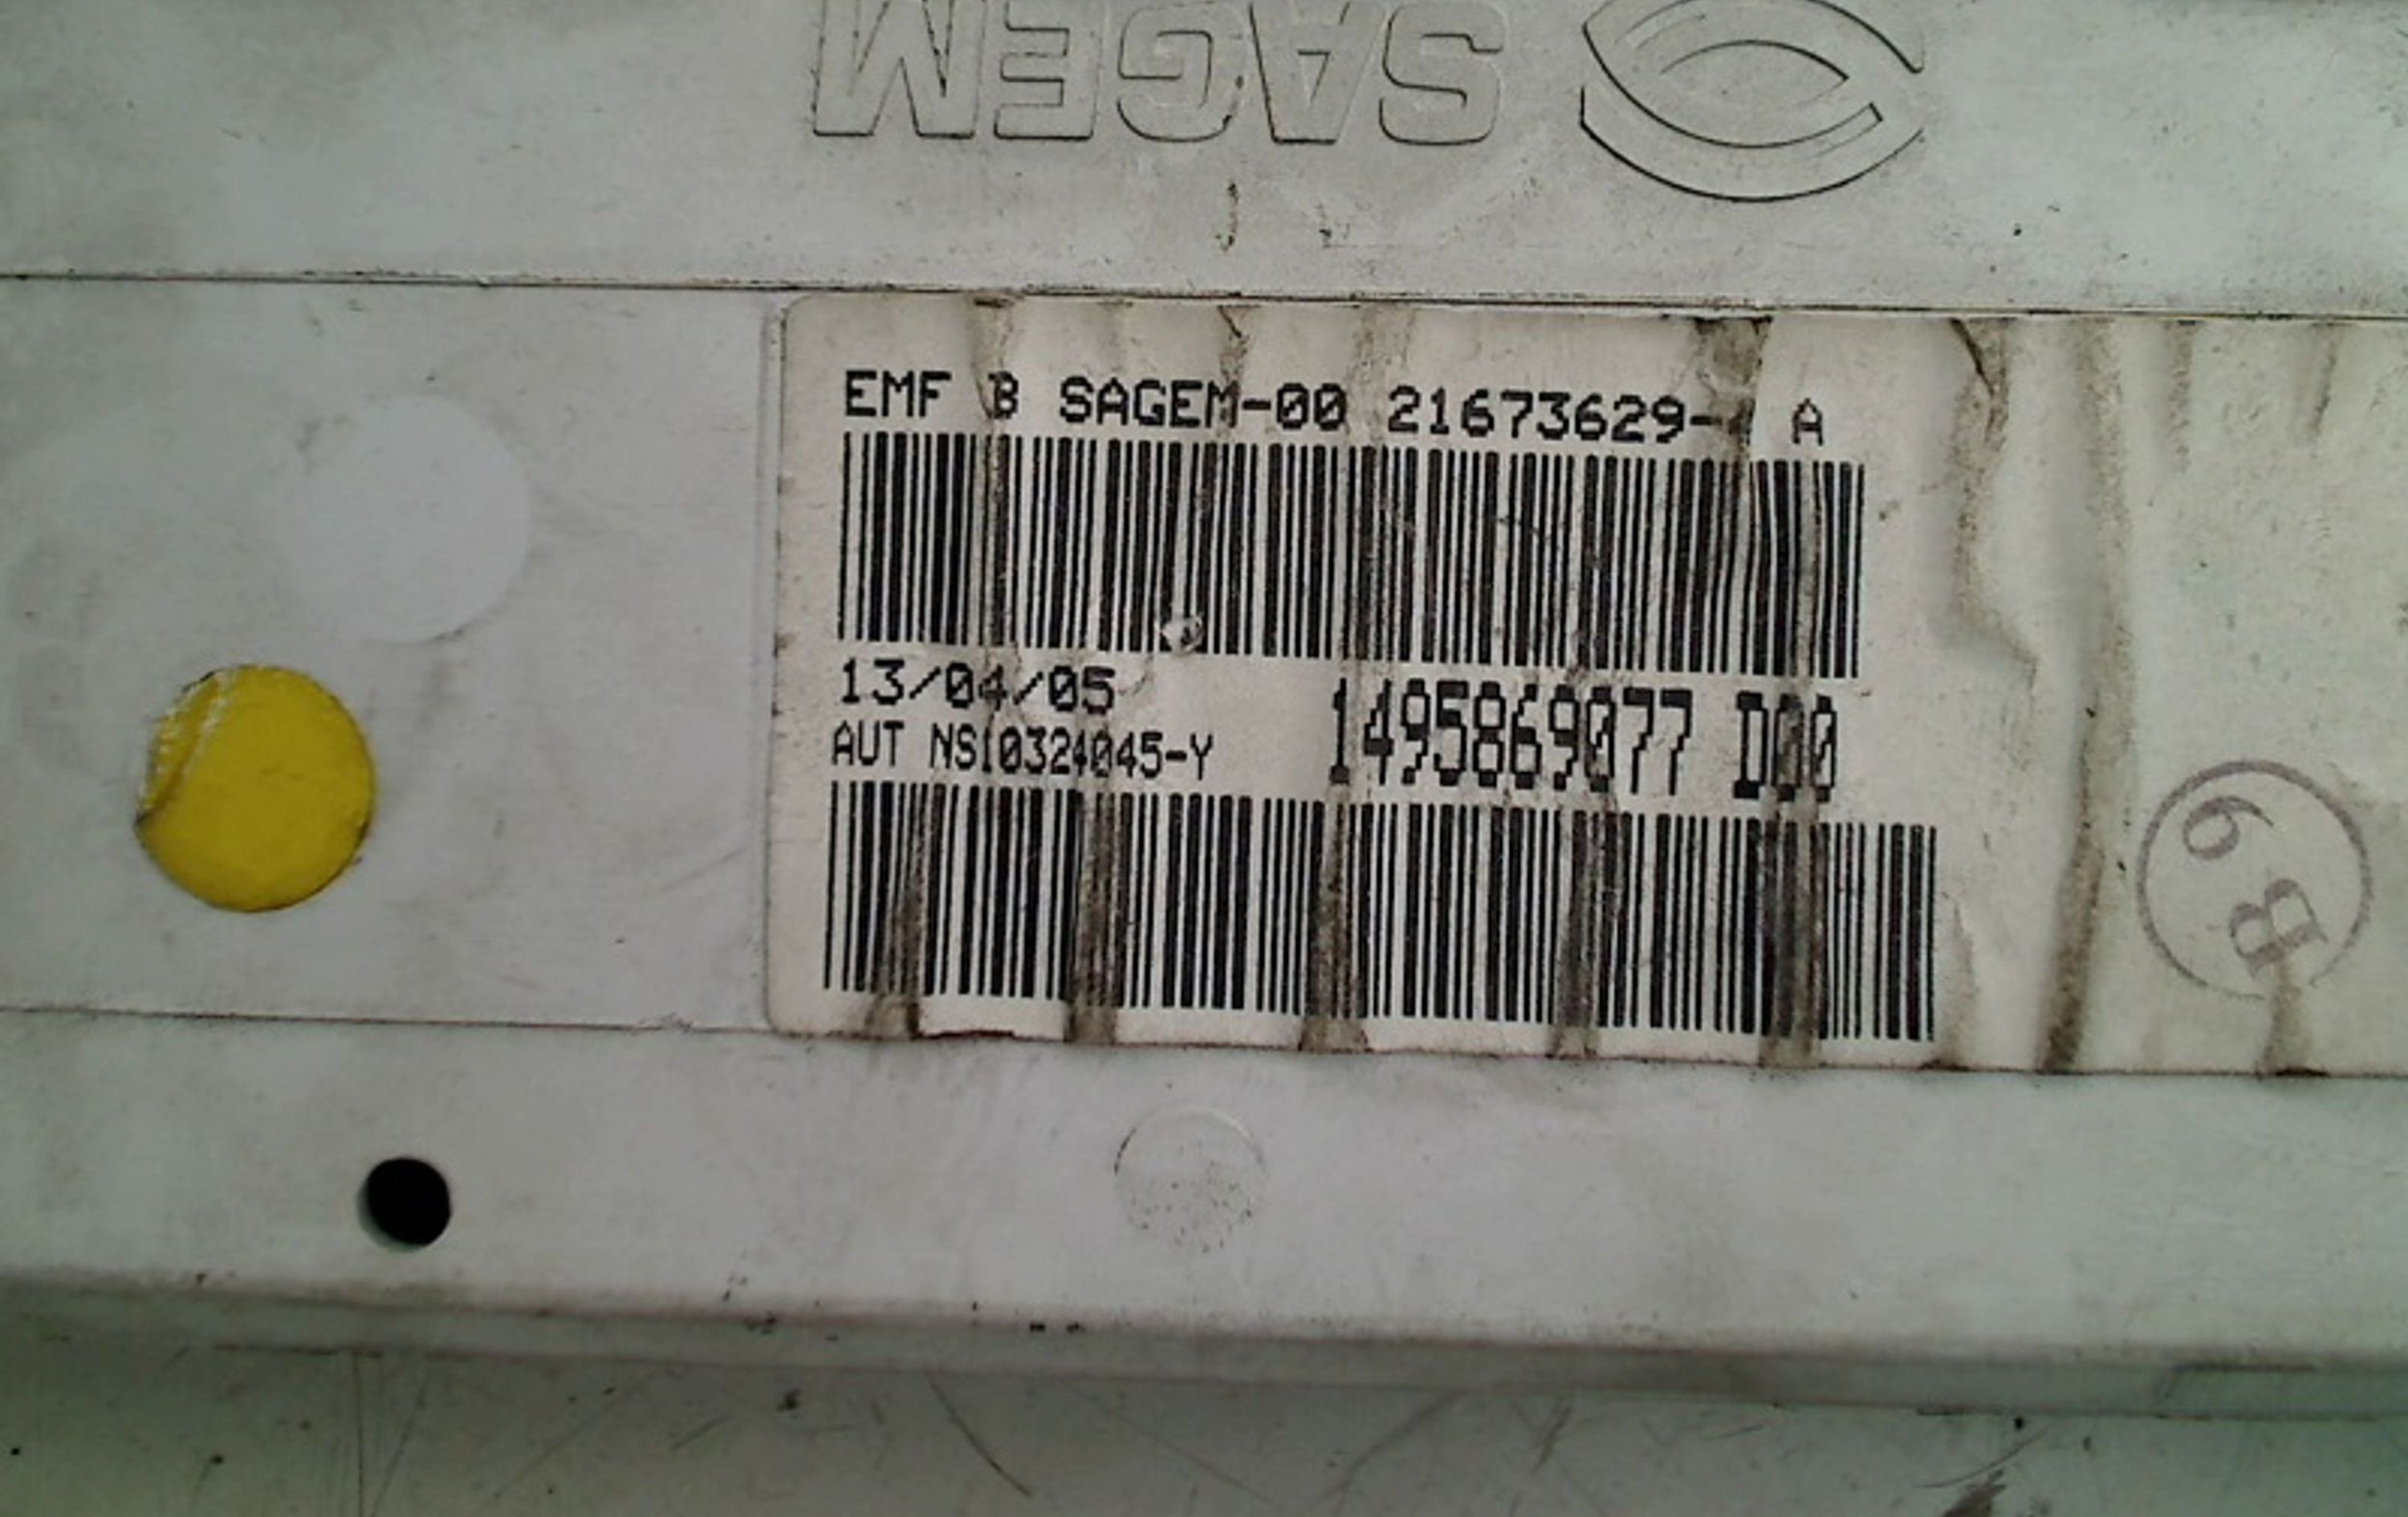 SAGEM
EMF B SAGEM-00 21673629- A
13/04/05
1495869077 D00
AUT NS10324045-Y
B9